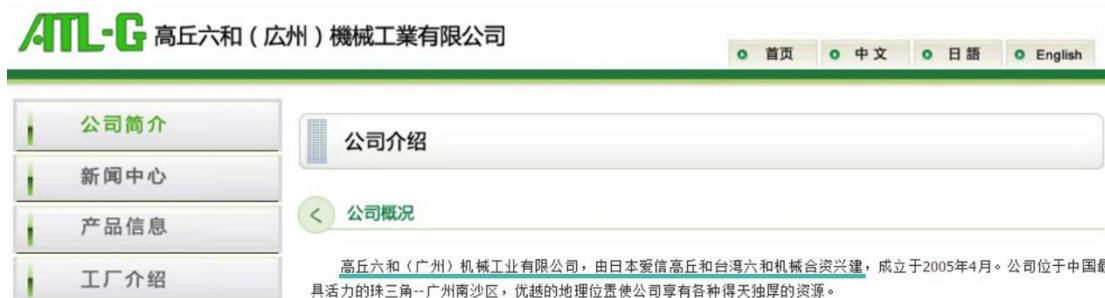 ATL-G 高丘六和（広州）機械工業有限公司
首页 中文 日語 English
公司简介
公司介绍
新闻中心
公司概况
产品信息
高丘六和（广州）机械工业有限公司，由日本爱信高丘和台湾六和机械合资兴建，成立于2005年4月。公司位于中国最
工厂介绍
具活力的珠三角--广州南沙区，优越的地理位置使公司享有各种得天独厚的资源。